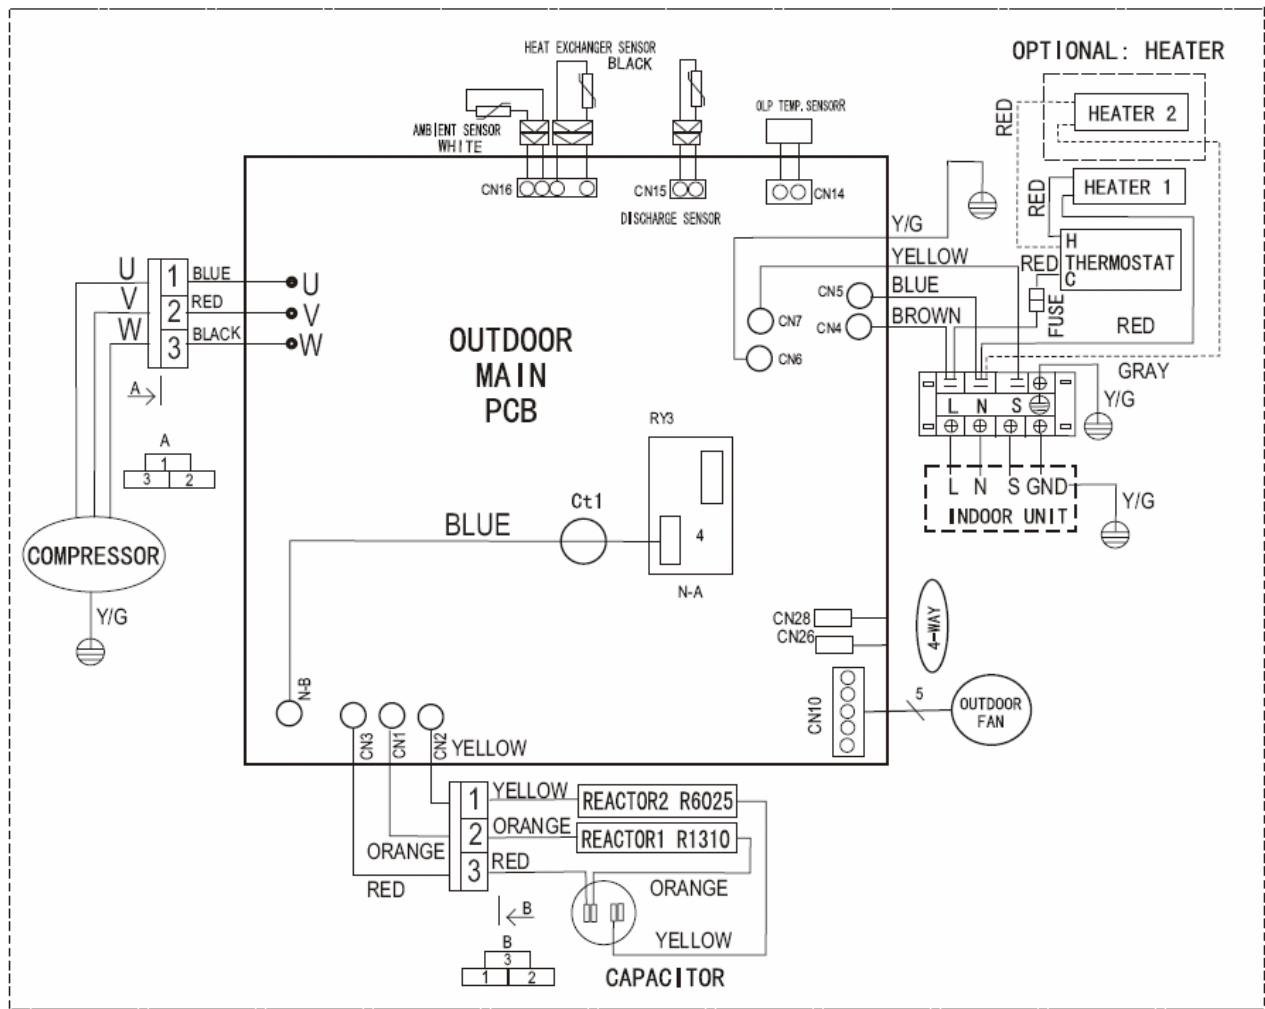 HEAT EXCHANGER SENSOR
BLACK
OPTIONAL: HEATER
AMBIENT SENSOR
WHITE
OLP TEMP. SENSORR
RED
HEATER 2
CN16
CN15
CN14
DISCHARGE SENSOR
RED
HEATER 1
Y/G
H
THERMOSTAT
C
RED
FUSE
RED
YELLOW
BLUE
BROWN
CN5
CN4
CN7
CN6
GRAY
Y/G
L N S
L N S GND
INDOOR UNIT
Y/G
U
V
W
1
2
3
BLUE
RED
BLACK
U
V
W
A
A
1
3 2
OUTDOOR
MAIN
PCB
RY3
Ct1
BLUE
4
N-A
COMPRESSOR
Y/G
CN28
CN26
4-WAY
CN10
5
OUTDOOR
FAN
N-B
CN3
CN1
CN2
YELLOW
1
2
3
YELLOW
REACTOR2 R6025
ORANGE
REACTOR1 R1310
ORANGE
RED
RED
ORANGE
YELLOW
B
B
3
1 2
CAPACITOR